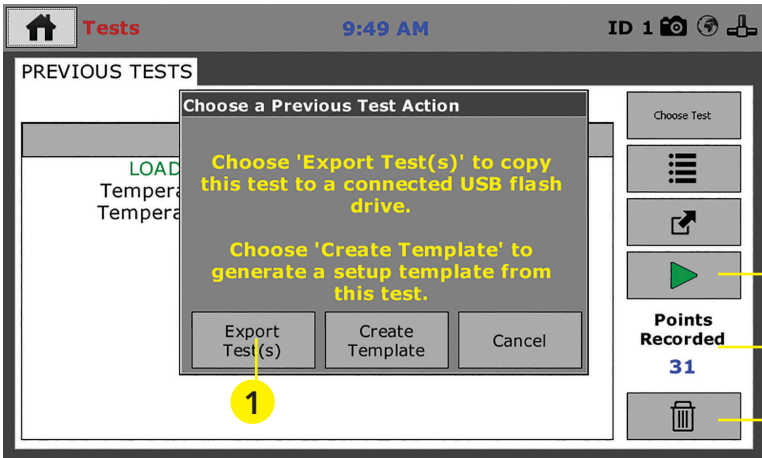 Tests
9:49 AM
ID 1
PREVIOUS TESTS
Choose a Previous Test Action
Choose 'Export Test(s)' to copy
this test to a connected USB flash
drive.
Choose 'Create Template' to
generate a setup template from
this test.
Export
Test(s)
Create
Template
Cancel
1
LOAD
Choose Test
Points
Recorded
31